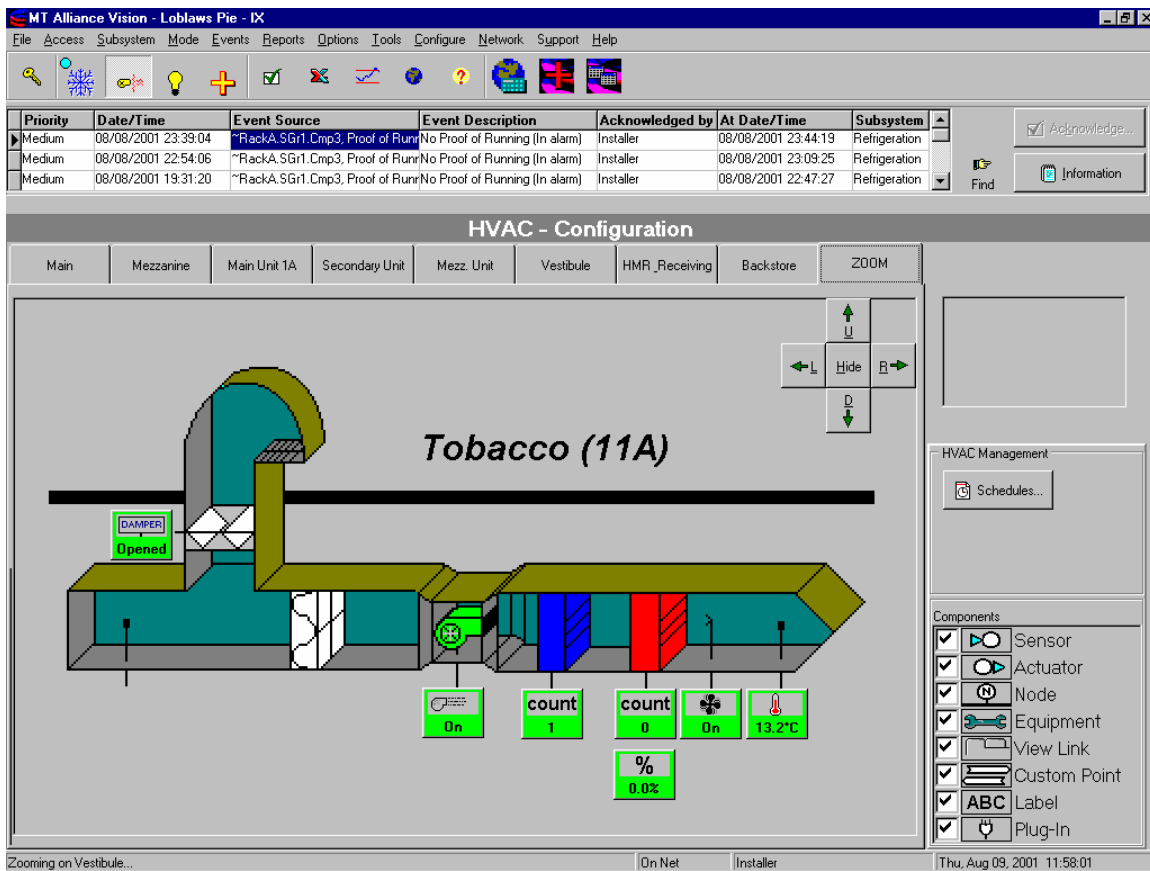 MT Alliance Vision - Loblaws Pie - IX
File Access Subsystem Mode Events Reports Options Tools Configure Network Support Help
Priority Date/Time Event Source Event Description Acknowledged by At Date/Time Subsystem
Medium 08/08/2001 23:39:04 ~RackA.SGr1.Cmp3, Proof of Runr No Proof of Running (In alarm) Installer 08/08/2001 23:44:19 Refrigeration
Medium 08/08/2001 22:54:06 ~RackA.SGr1.Cmp3, Proof of Runr No Proof of Running (In alarm) Installer 08/08/2001 23:09:25 Refrigeration
Medium 08/08/2001 19:31:20 ~RackA.SGr1.Cmp3, Proof of Runr No Proof of Running (In alarm) Installer 08/08/2001 22:47:27 Refrigeration
Acknowledge...
Find
Information
HVAC - Configuration
Main Mezzanine Main Unit 1A Secondary Unit Mezz. Unit Vestibule HMR _Receiving Backstore ZOOM
U
L Hide R
D
Tobacco (11A)
DAMPER
Opened
On
count
1
count
0
On
13.2°C
%
0.0%
HVAC Management
Schedules...
Components
Sensor
Actuator
N Node
Equipment
View Link
Custom Point
ABC Label
Plug-In
Zooming on Vestibule... On Net Installer Thu, Aug 09, 2001 11:58:01